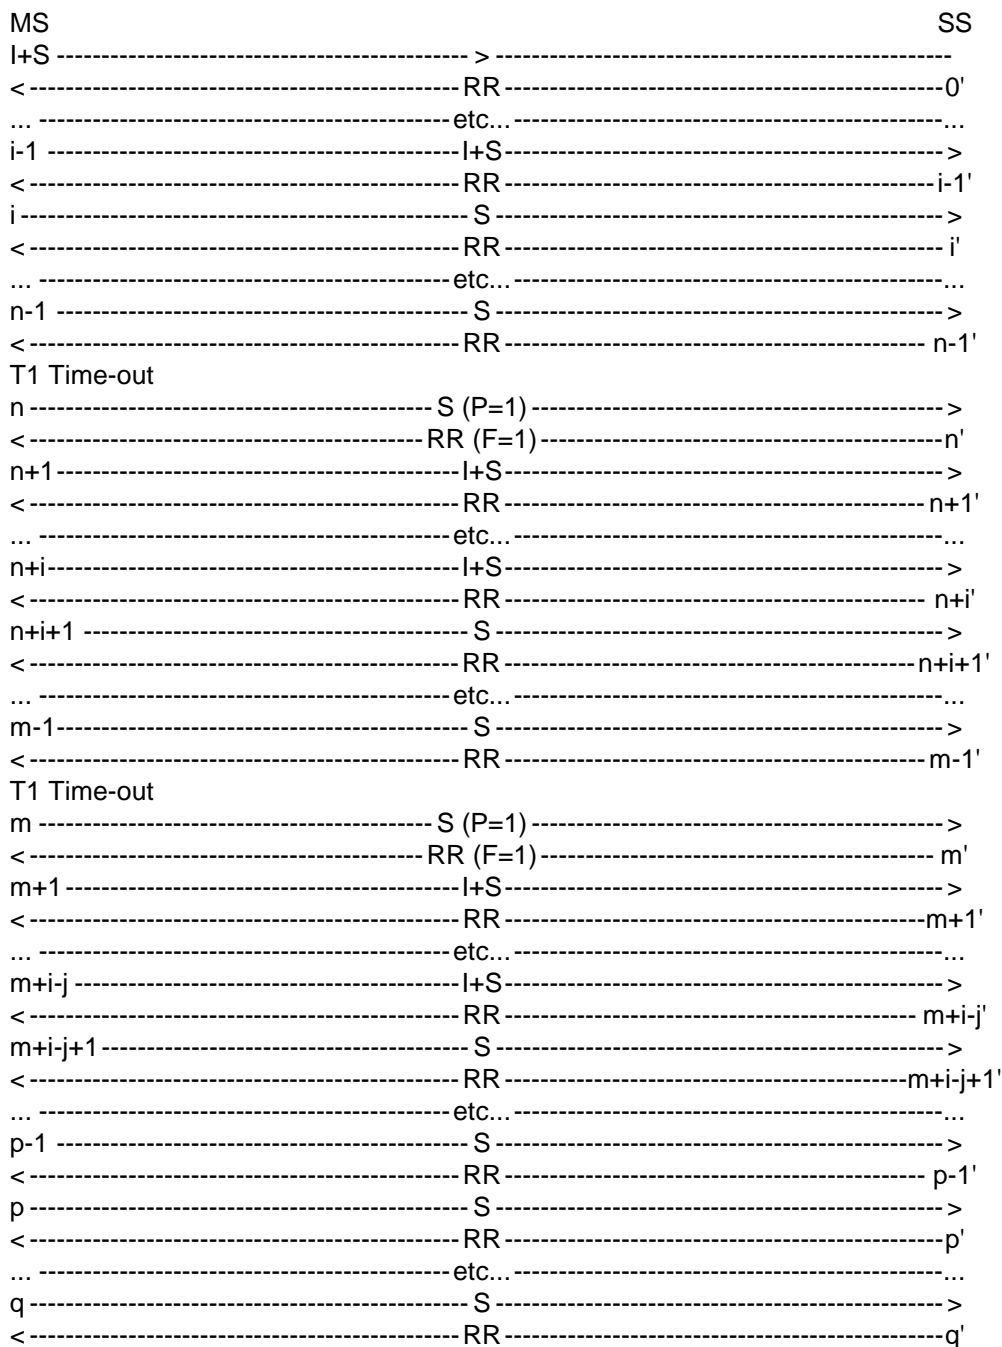 MS SS
I+S ----------------------------------------------- > ----------------------------------------------------
< ------------------------------------------------- RR -------------------------------------------------- 0'
... ----------------------------------------------- etc... -------------------------------------------------...
i-1 ----------------------------------------------- I+S -------------------------------------------------- >
< ------------------------------------------------- RR ------------------------------------------------- i-1'
i --------------------------------------------------- S --------------------------------------------------- >
< ------------------------------------------------- RR -------------------------------------------------- i'
... ----------------------------------------------- etc... -------------------------------------------------...
n-1 ----------------------------------------------- S --------------------------------------------------- >
< ------------------------------------------------- RR ------------------------------------------------ n-1'
T1 Time-out
n ---------------------------------------------- S (P=1) ----------------------------------------------- >
< --------------------------------------------- RR (F=1) ---------------------------------------------- n'
n+1 ---------------------------------------------- I+S -------------------------------------------------- >
< ------------------------------------------------- RR ------------------------------------------------ n+1'
... ----------------------------------------------- etc... -------------------------------------------------...
n+i ----------------------------------------------- I+S -------------------------------------------------- >
< ------------------------------------------------- RR ------------------------------------------------ n+i'
n+i+1 -------------------------------------------- S --------------------------------------------------- >
< ------------------------------------------------- RR ----------------------------------------------- n+i+1'
... ----------------------------------------------- etc... -------------------------------------------------...
m-1 ----------------------------------------------- S --------------------------------------------------- >
< ------------------------------------------------- RR ------------------------------------------------ m-1'
T1 Time-out
m --------------------------------------------- S (P=1) ----------------------------------------------- >
< --------------------------------------------- RR (F=1) --------------------------------------------- m'
m+1 --------------------------------------------- I+S -------------------------------------------------- >
< ------------------------------------------------- RR ------------------------------------------------ m+1'
... ----------------------------------------------- etc... -------------------------------------------------...
m+i-j -------------------------------------------- I+S -------------------------------------------------- >
< ------------------------------------------------- RR ----------------------------------------------- m+i-j'
m+i-j+1 ------------------------------------------ S --------------------------------------------------- >
< ------------------------------------------------- RR ---------------------------------------------- m+i-j+1'
... ----------------------------------------------- etc... -------------------------------------------------...
p-1 ----------------------------------------------- S --------------------------------------------------- >
< ------------------------------------------------- RR ------------------------------------------------ p-1'
p -------------------------------------------------- S --------------------------------------------------- >
< ------------------------------------------------- RR -------------------------------------------------- p'
... ----------------------------------------------- etc... -------------------------------------------------...
q -------------------------------------------------- S --------------------------------------------------- >
< ------------------------------------------------- RR -------------------------------------------------- q'